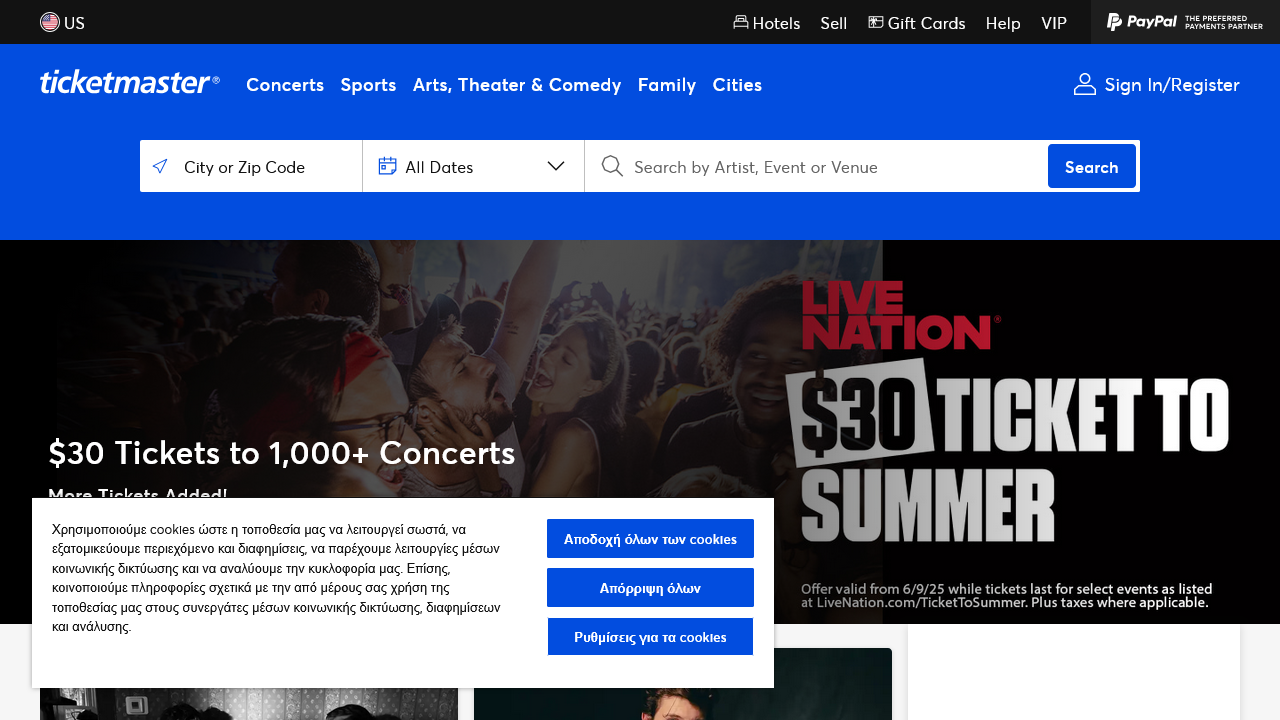 US
Hotels
Sell
Gift Cards
Help
VIP
PayPal
THE PREFERRED
PAYMENTS PARTNER
ticketmaster®
Concerts
Sports
Arts, Theater & Comedy
Family
Cities
Sign In/Register
City or Zip Code
All Dates
Search by Artist, Event or Venue
Search
LIVE
NATION®
$30 TICKET TO
SUMMER
$30 Tickets to 1,000+ Concerts
More Tickets Added!
Offer valid from 6/9/25 while tickets last for select events as listed
at LiveNation.com/TicketToSummer. Plus taxes where applicable.
Χρησιμοποιούμε cookies ώστε η τοποθεσία μας να λειτουργεί σωστά, να
εξατομικεύουμε περιεχόμενο και διαφημίσεις, να παρέχουμε λειτουργίες μέσων
κοινωνικής δικτύωσης και να αναλύουμε την κυκλοφορία μας. Επίσης,
κοινοποιούμε πληροφορίες σχετικά με την από μέρους σας χρήση της
τοποθεσίας μας στους συνεργάτες μέσων κοινωνικής δικτύωσης, διαφημίσεων
και ανάλυσης.
Αποδοχή όλων των cookies
Απόρριψη όλων
Ρυθμίσεις για τα cookies